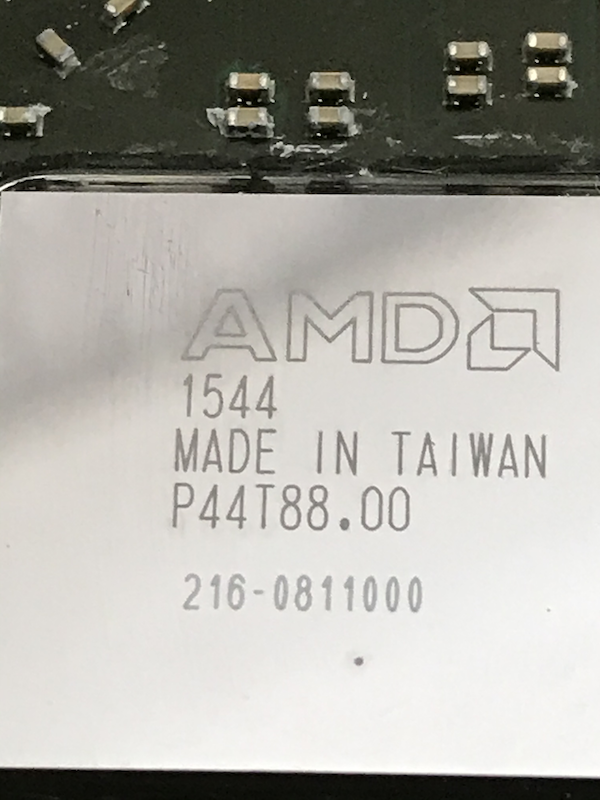 AMD
1544
MADE IN TAIWAN
P44T88.00
216-0811000